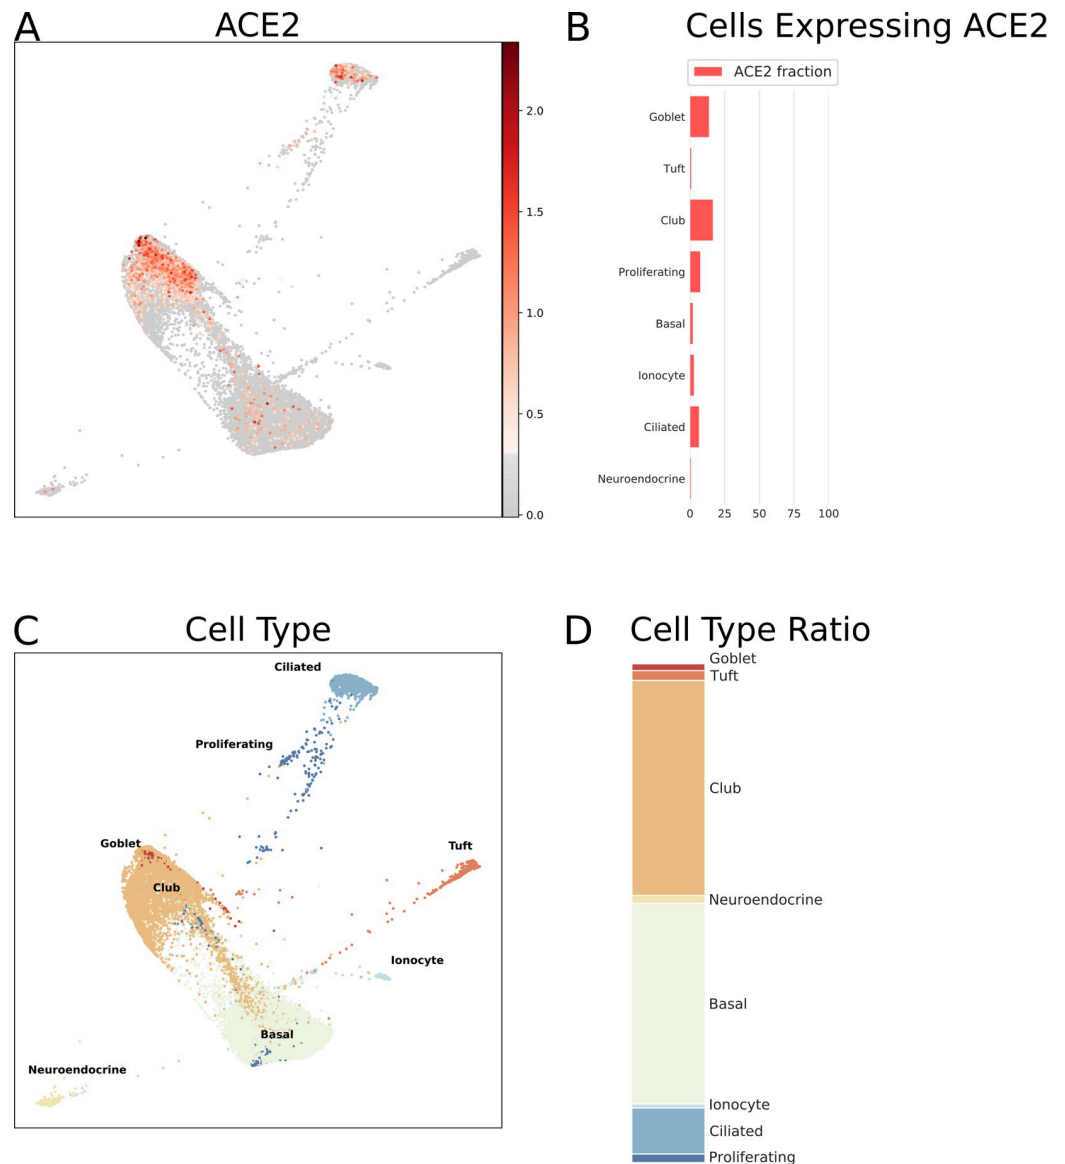 A
ACE2
2.0
1.5
1.0
0.5
0.0
B
Cells Expressing ACE2
ACE2 fraction
Goblet
Tuft
Club
Proliferating
Basal
Ionocyte
Ciliated
Neuroendocrine
0 25 50 75 100
C
Cell Type
Ciliated
Proliferating
Goblet
Tuft
Club
Ionocyte
Basal
Neuroendocrine
D
Cell Type Ratio
Goblet
Tuft
Club
Neuroendocrine
Basal
Ionocyte
Ciliated
Proliferating